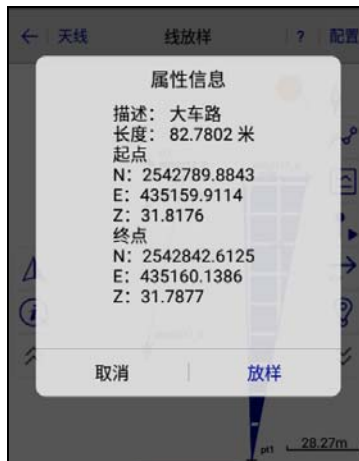 天线 线放样 ? 配置
属性信息
描述: 大车路
长度: 82.7802 米
起点
N: 2542789.8843
E: 435159.9114
Z: 31.8176
终点
N: 2542842.6125
E: 435160.1386
Z: 31.7877
取消 放样
pt1 28.27m